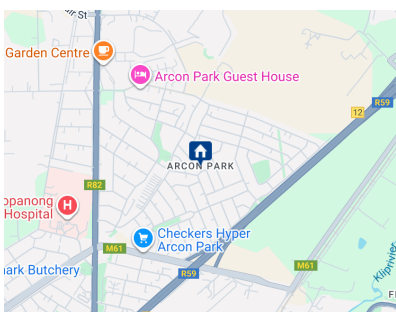 Garden Centre
Arcon Park Guest House
R59
12
ARCON PARK
R82
H
Hospital
Checkers Hyper
Arcon Park
M61
M61
R59
Butchery